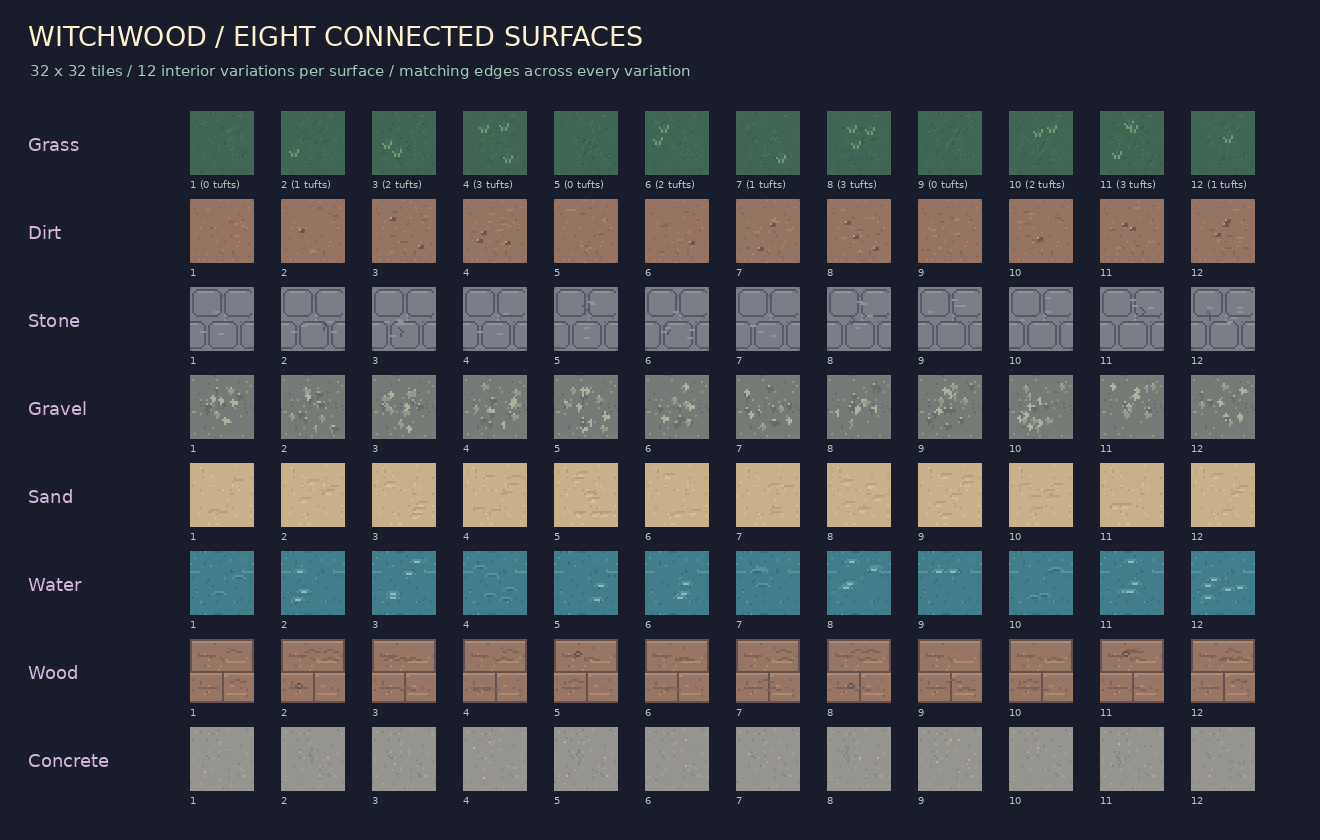 WITCHWOOD / EIGHT CONNECTED SURFACES
32 x 32 tiles / 12 interior variations per surface / matching edges across every variation
Grass
1 (0 tufts) 2 (1 tufts) 3 (2 tufts) 4 (3 tufts) 5 (0 tufts) 6 (2 tufts) 7 (1 tufts) 8 (3 tufts) 9 (0 tufts) 10 (2 tufts) 11 (3 tufts) 12 (1 tufts)
Dirt
1 2 3 4 5 6 7 8 9 10 11 12
Stone
1 2 3 4 5 6 7 8 9 10 11 12
Gravel
1 2 3 4 5 6 7 8 9 10 11 12
Sand
1 2 3 4 5 6 7 8 9 10 11 12
Water
1 2 3 4 5 6 7 8 9 10 11 12
Wood
1 2 3 4 5 6 7 8 9 10 11 12
Concrete
1 2 3 4 5 6 7 8 9 10 11 12